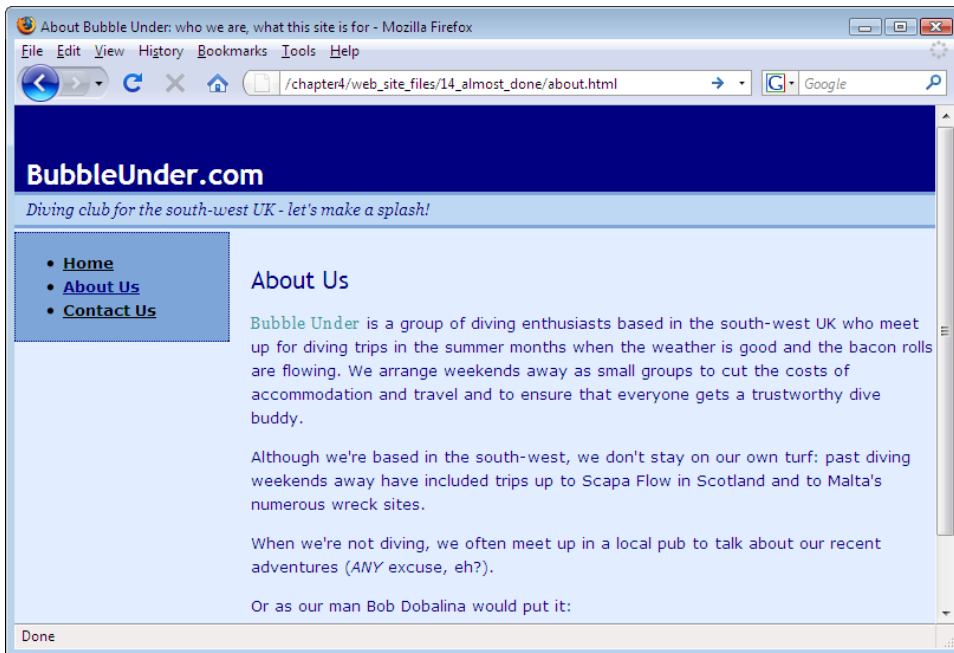 About Bubble Under: who we are, what this site is for - Mozilla Firefox
File Edit View History Bookmarks Tools Help
/chapter4/web_site_files/14_almost_done/about.html
G Google
BubbleUnder.com
Diving club for the south-west UK - let's make a splash!
• Home
• About Us
• Contact Us
About Us
Bubble Under is a group of diving enthusiasts based in the south-west UK who meet
up for diving trips in the summer months when the weather is good and the bacon rolls
are flowing. We arrange weekends away as small groups to cut the costs of
accommodation and travel and to ensure that everyone gets a trustworthy dive
buddy.
Although we're based in the south-west, we don't stay on our own turf: past diving
weekends away have included trips up to Scapa Flow in Scotland and to Malta's
numerous wreck sites.
When we're not diving, we often meet up in a local pub to talk about our recent
adventures (ANY excuse, eh?).
Or as our man Bob Dobalina would put it:
Done